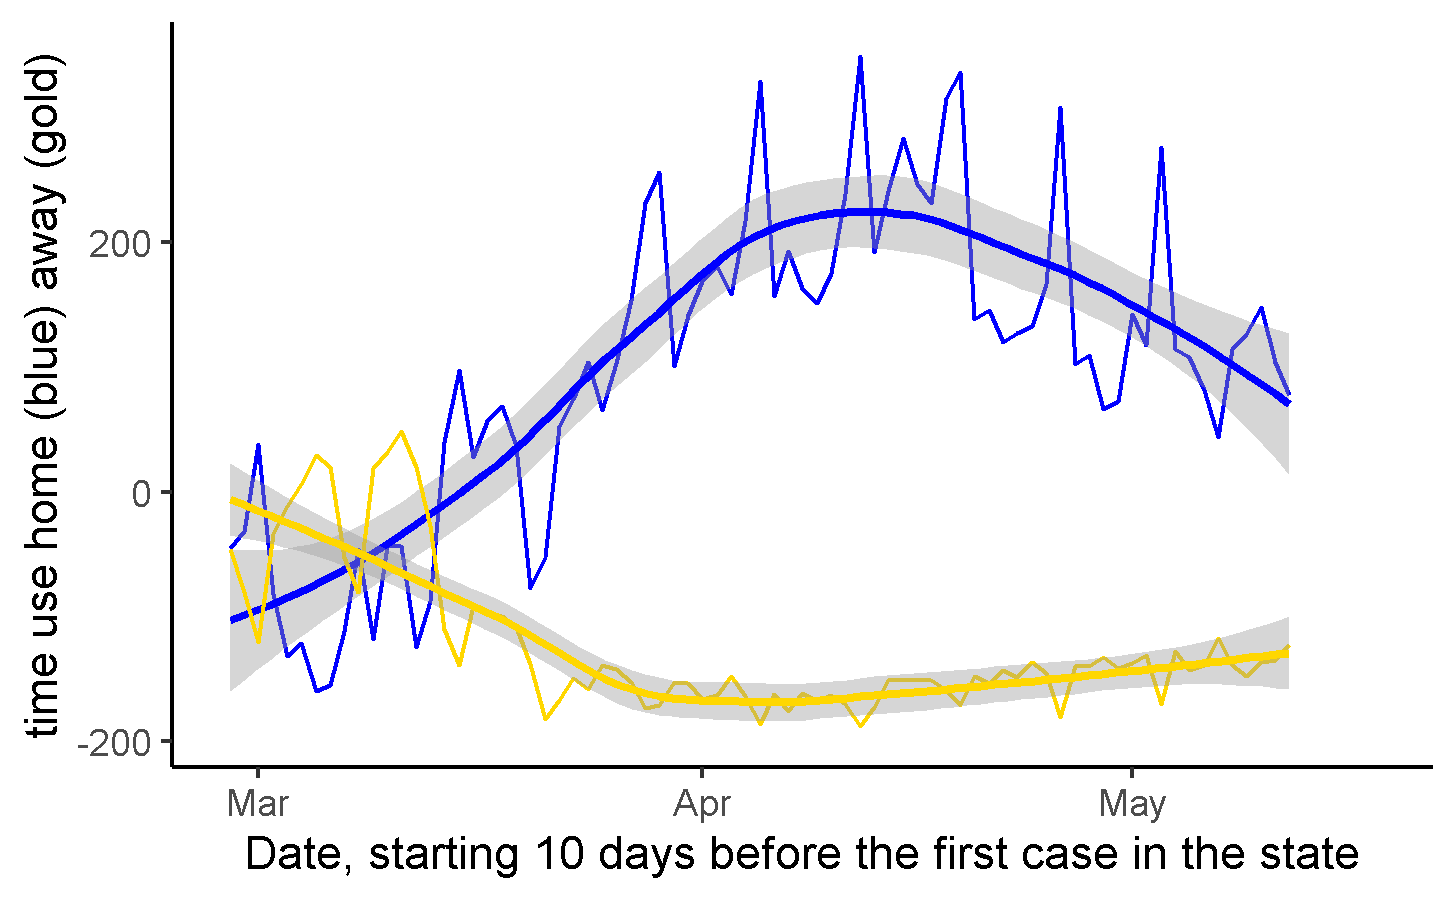 time use home (blue) away (gold)
200
0
-200
Mar Apr May
Date, starting 10 days before the first case in the state